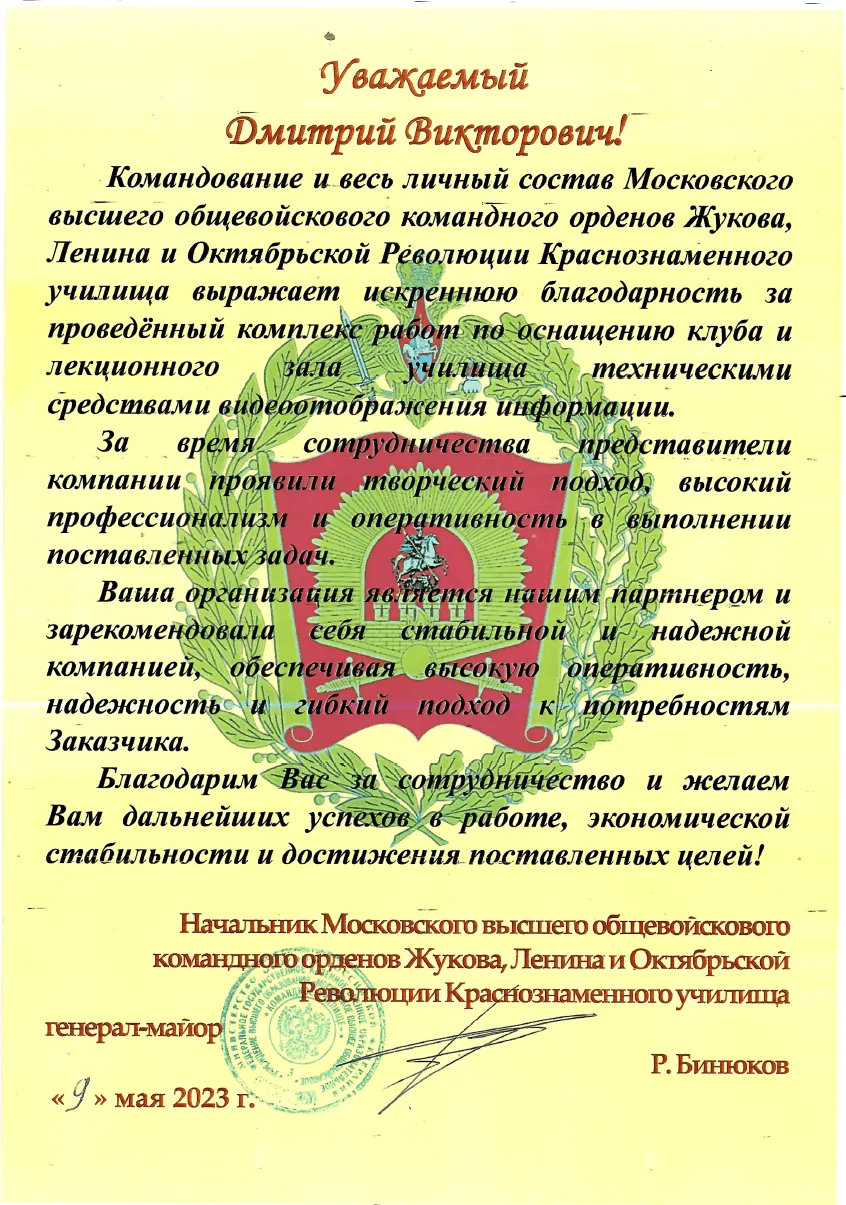 Уважаемый
Дмитрий Викторович!
Командование и весь личный состав Московского
высшего общевойскового командного орденов Жукова,
Ленина и Октябрьской Революции Краснознаменного
училища выражает искреннюю благодарность за
проведённый комплекс работ по оснащению клуба и
лекционного зала училища техническими
средствами видеоотображения информации.
За время сотрудничества представители
компании проявили творческий подход, высокий
профессионализм и оперативность в выполнении
поставленных задач.
Ваша организация является нашим партнером и
зарекомендовала себя стабильной и надежной
компанией, обеспечивая высокую оперативность,
надежность и гибкий подход к потребностям
Заказчика.
Благодарим Вас за сотрудничество и желаем
Вам дальнейших успехов в работе, экономической
стабильности и достижения поставленных целей!
Начальник Московского высшего общевойскового
командного орденов Жукова, Ленина и Октябрьской
Революции Краснознаменного училища
генерал-майор
Р. Бинюков
«9» мая 2023 г.